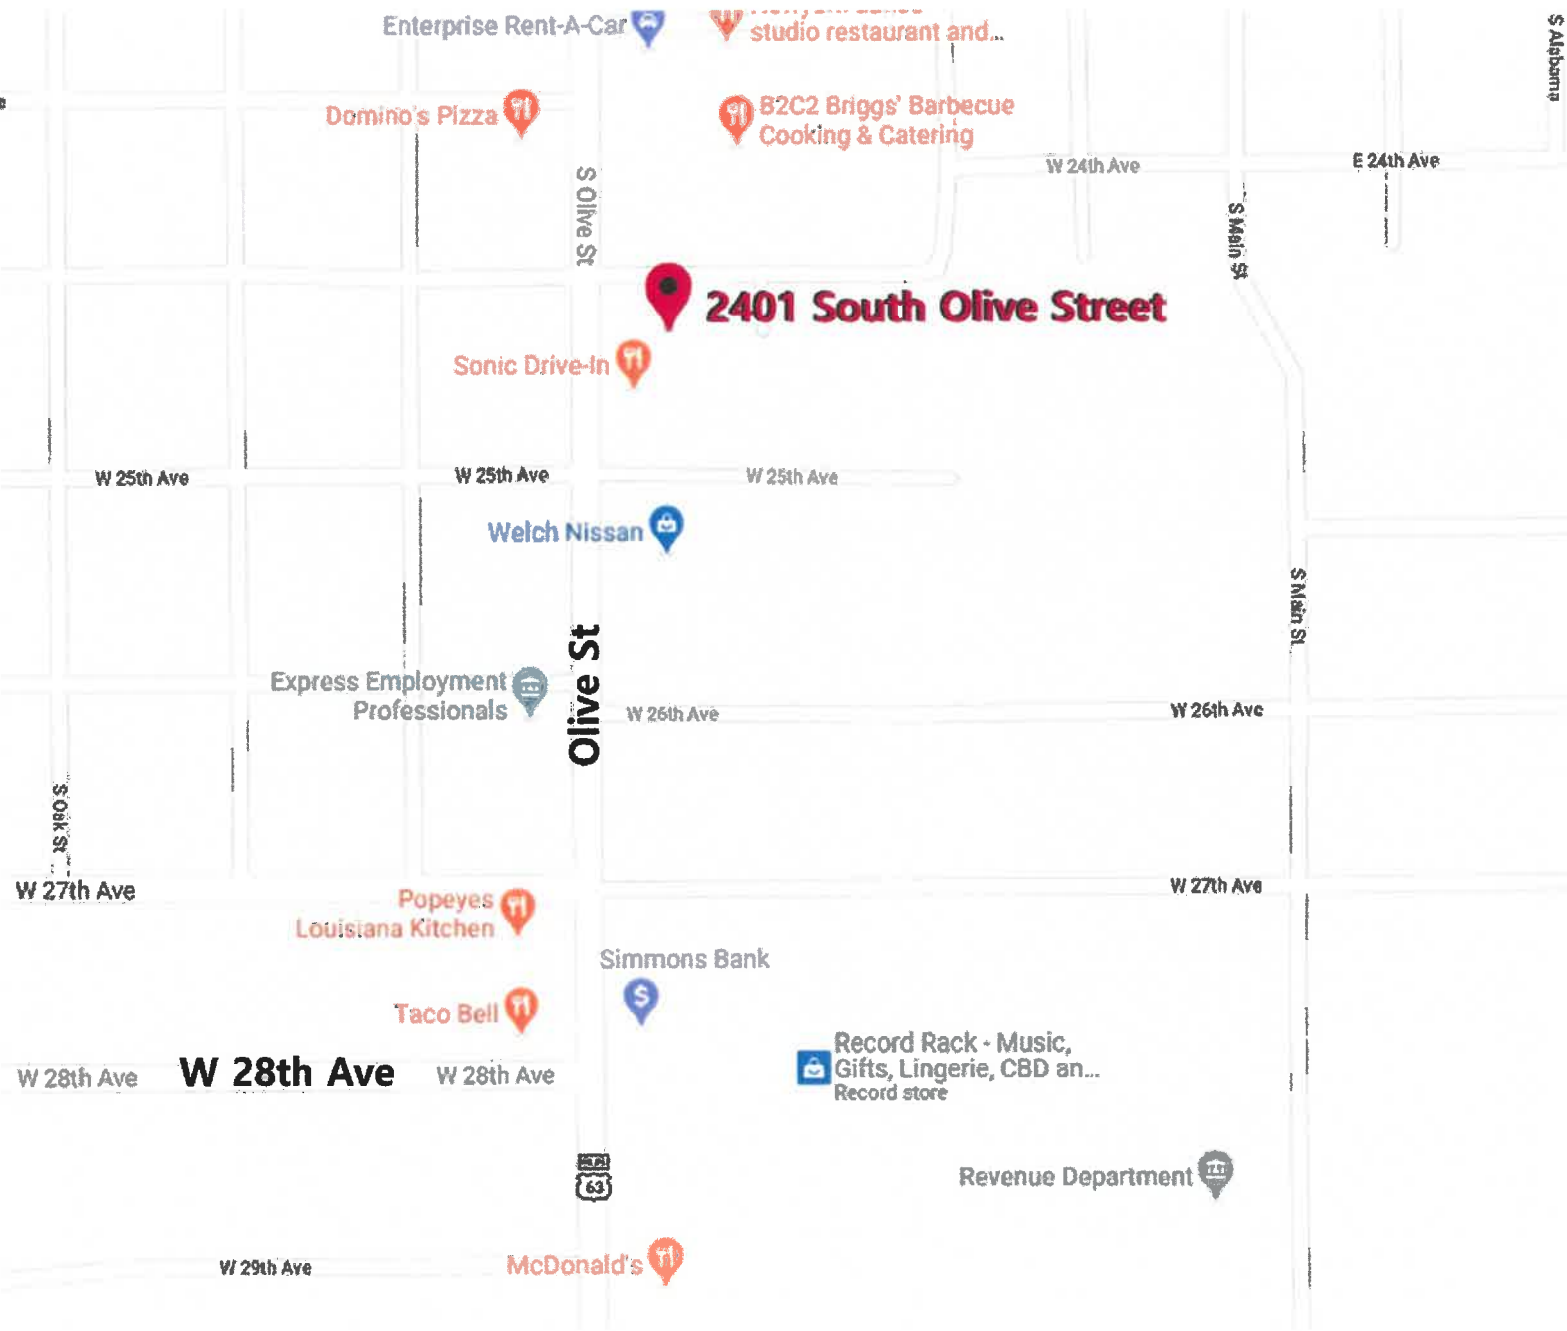 Enterprise Rent-A-Car
studio restaurant and...
S Alabama
Domino's Pizza
B2C2 Briggs' Barbecue
Cooking & Catering
W 24th Ave
E 24th Ave
S Olive St
S Main St
2401 South Olive Street
Sonic Drive-In
W 25th Ave
W 25th Ave
W 25th Ave
Welch Nissan
S Main St
Olive St
Express Employment
Professionals
W 26th Ave
W 26th Ave
S Oak St
W 27th Ave
Popeyes
Louisiana Kitchen
W 27th Ave
Simmons Bank
Taco Bell
Record Rack - Music,
Gifts, Lingerie, CBD an...
Record store
W 28th Ave
W 28th Ave
W 28th Ave
63
Revenue Department
W 29th Ave
McDonald's